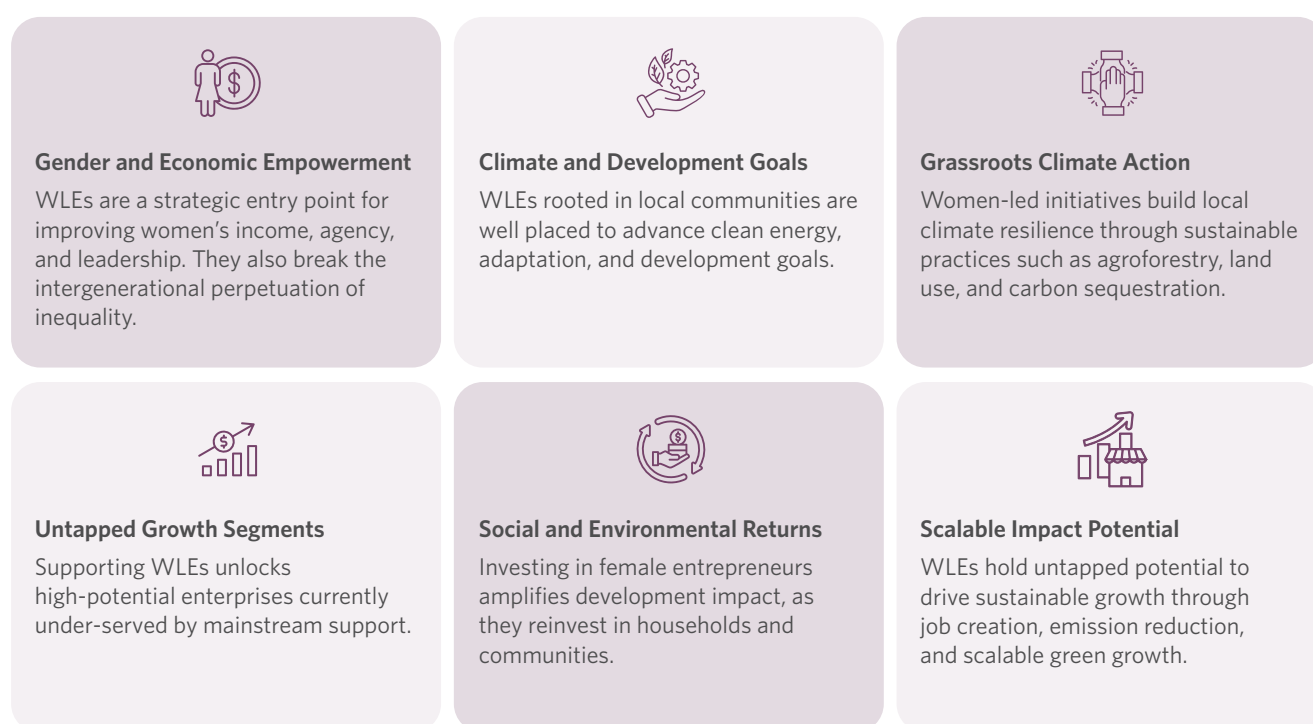 Gender and Economic Empowerment
WLEs are a strategic entry point for
improving women’s income, agency,
and leadership. They also break the
intergenerational perpetuation of
inequality.
Climate and Development Goals
WLEs rooted in local communities are
well placed to advance clean energy,
adaptation, and development goals.
Grassroots Climate Action
Women-led initiatives build local
climate resilience through sustainable
practices such as agroforestry, land
use, and carbon sequestration.
Untapped Growth Segments
Supporting WLEs unlocks
high-potential enterprises currently
under-served by mainstream support.
Social and Environmental Returns
Investing in female entrepreneurs
amplifies development impact, as
they reinvest in households and
communities.
Scalable Impact Potential
WLEs hold untapped potential to
drive sustainable growth through
job creation, emission reduction,
and scalable green growth.